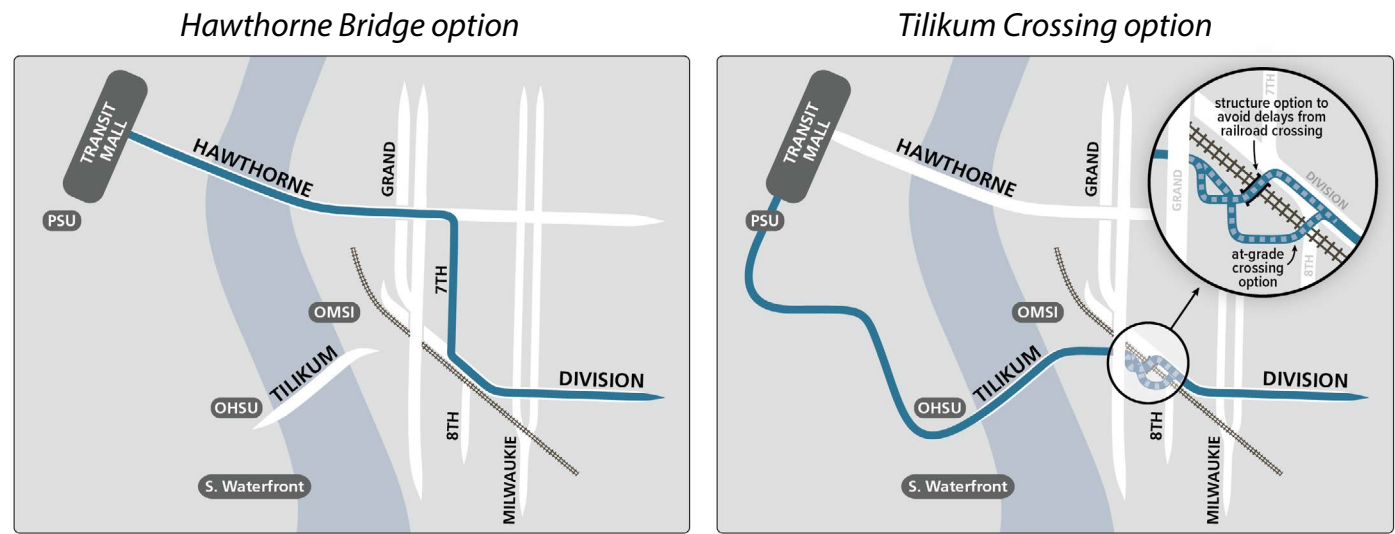 Hawthorne Bridge option
TRANSIT
MALL
HAWTHORNE
GRAND
PSU
7TH
OMSI
TILIKUM
DIVISION
OHSU
8TH
MILWAUKIE
S. Waterfront
Tilikum Crossing option
TRANSIT
MALL
HAWTHORNE
GRAND
PSU
7TH
structure option to
avoid delays from
railroad crossing
GRAND
DIVISION
at-grade
crossing
option
8TH
OMSI
TILIKUM
DIVISION
OHSU
8TH
MILWAUKIE
S. Waterfront